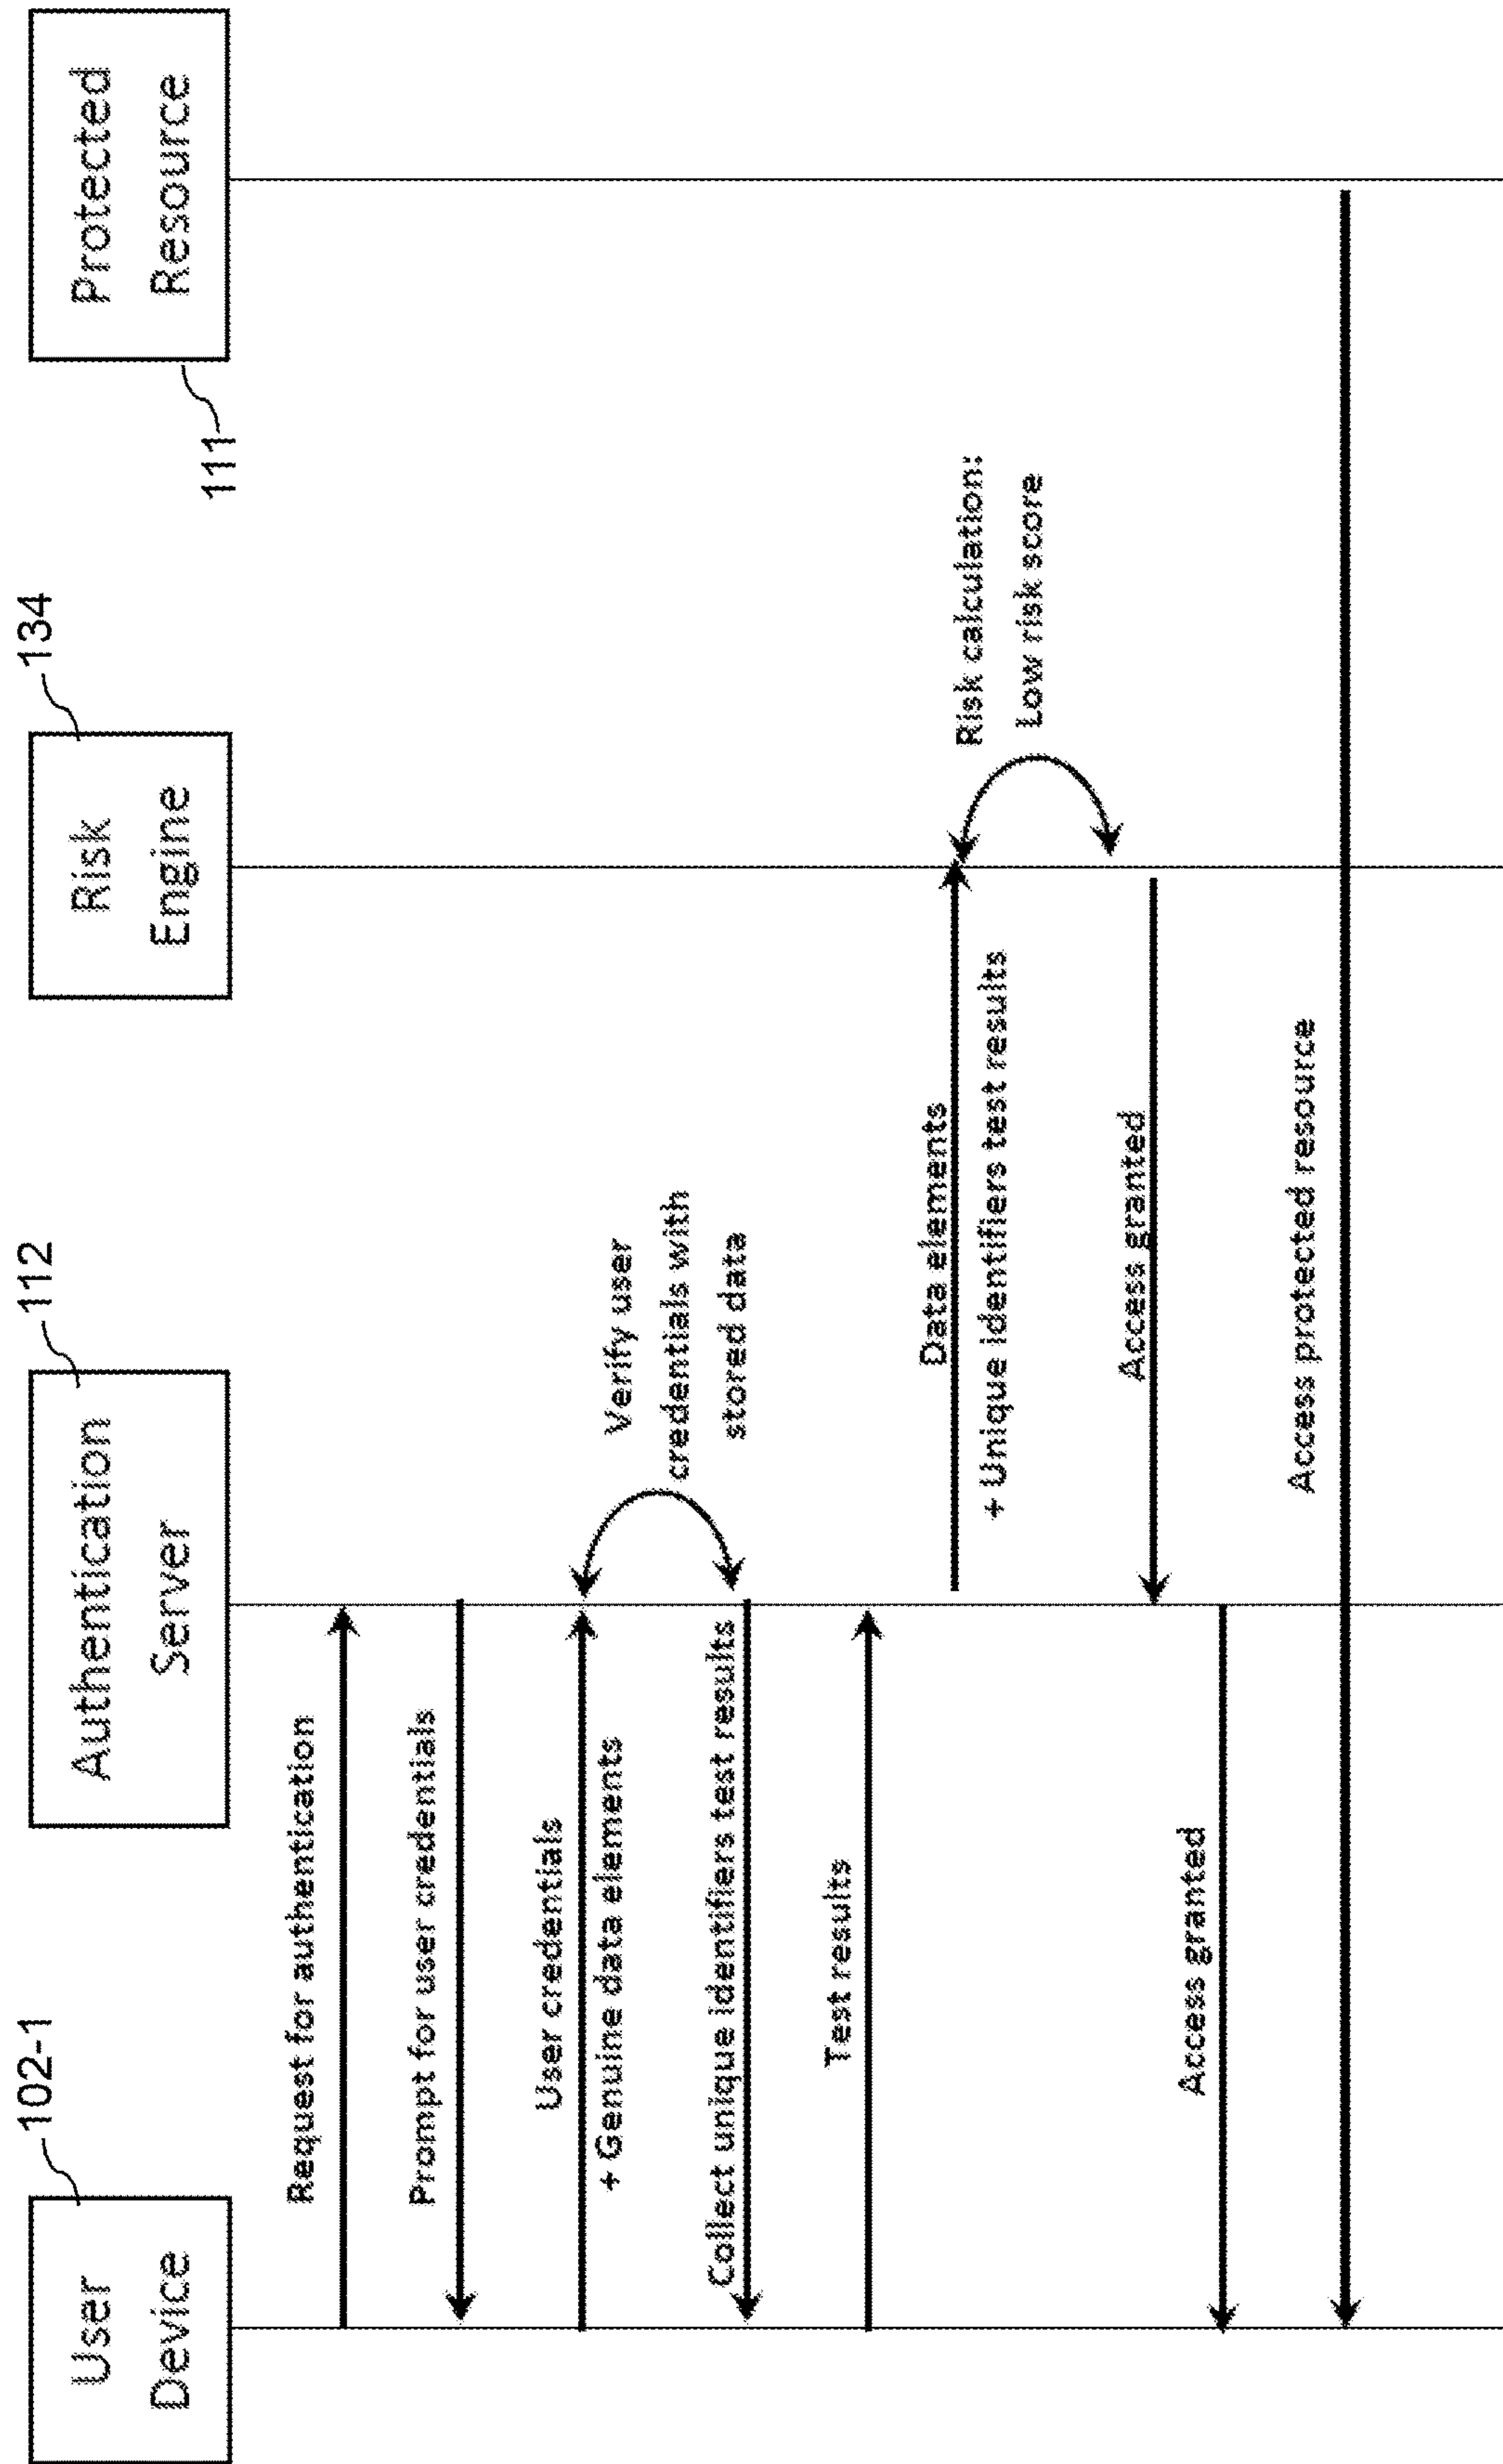 User
Device
102-1
Authentication
Server
112
Risk
Engine
134
Protected
Resource
111
Request for authentication
Prompt for user credentials
User credentials
+ Genuine data elements
Verify user
credentials with
stored data
Collect unique identifiers test results
Test results
Data elements
+ Unique identifiers test results
Risk calculation:
Low risk score
Access granted
Access granted
Access protected resource